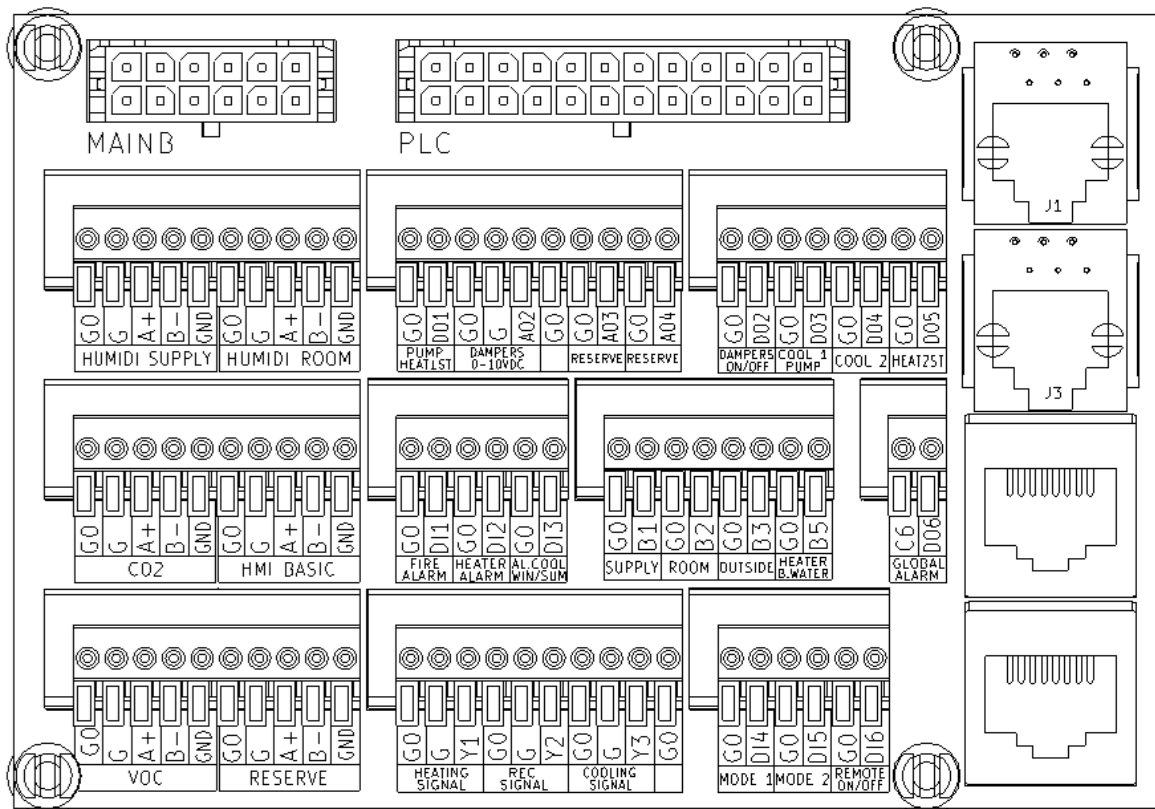 MAINB PLC
J1
G0 G A+ B- GND G0 G A+ B- GND G0 DO1 G0 G AO2 G0 G0 AO3 G0 AO4 G0 DO2 G0 DO3 G0 DO4 G0 DO5
HUMIDI SUPPLY HUMIDI ROOM PUMP HEAT1ST DAMPERS 0-10VDC RESERVE RESERVE DAMPERS ON/OFF COOL 1 PUMP COOL 2 HEAT2ST
J3
G0 G A+ B- GND G0 G A+ B- GND G0 DI1 G0 DI2 G0 DI3 G0 B1 G0 B2 G0 B3 G0 B5 C6 DO6
CO2 HMI BASIC FIRE ALARM HEATER ALARM AL.COOL WIN/SUM SUPPLY ROOM OUTSIDE HEATER B.WATER GLOBAL ALARM
G0 G A+ B- GND G0 G A+ B- GND G0 G Y1 G0 G Y2 G0 G Y3 G0 G0 DI4 G0 DI5 G0 DI6
VOC RESERVE HEATING SIGNAL REC SIGNAL COOLING SIGNAL MODE 1 MODE 2 REMOTE ON/OFF